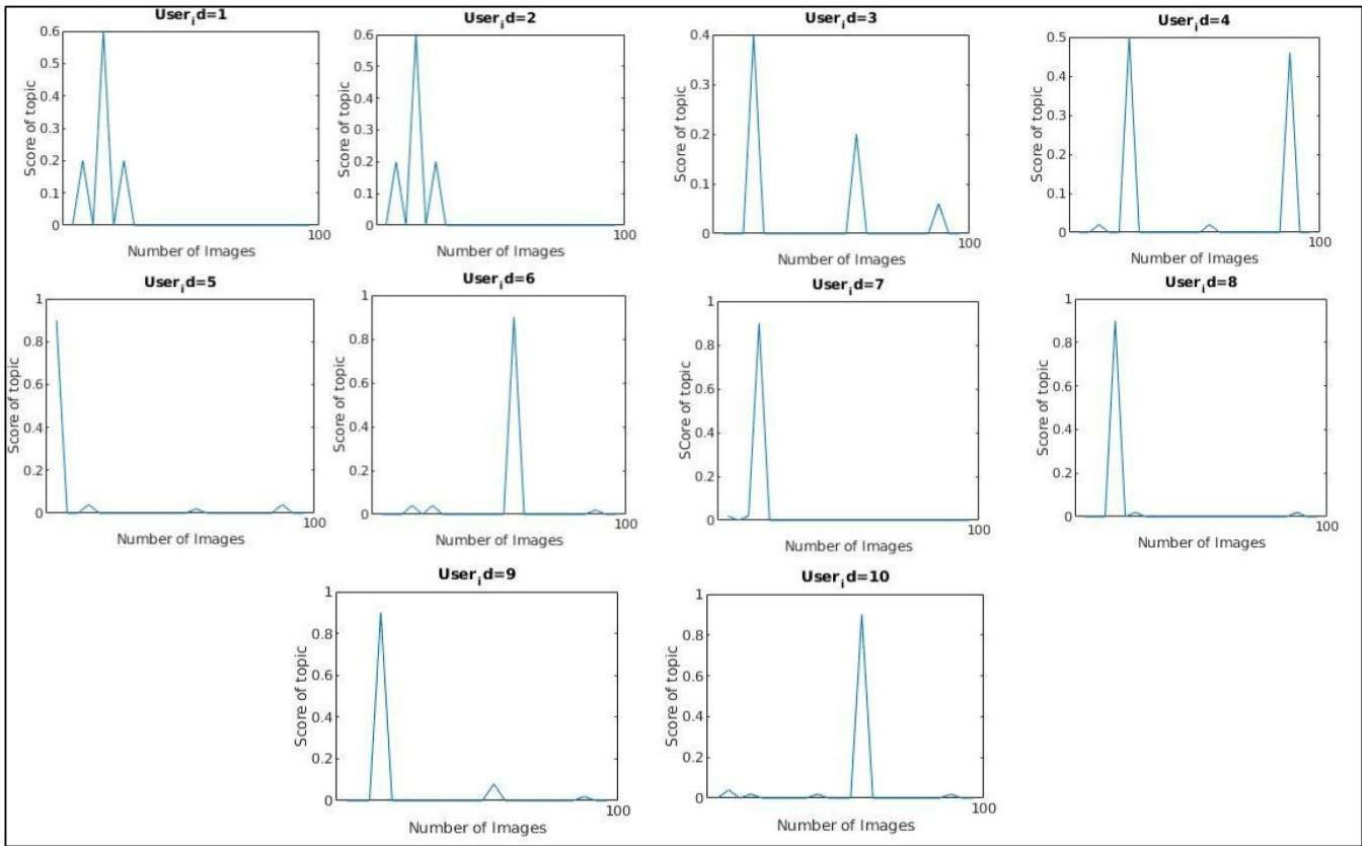 User_id=1
0.6
0.5
0.4
0.3
0.2
0.1
0
Score of topic
100
Number of Images
User_id=2
0.6
0.5
0.4
0.3
0.2
0.1
0
Score of topic
100
Number of Images
User_id=3
0.4
0.3
0.2
0.1
0
Score of topic
100
Number of Images
User_id=4
0.5
0.4
0.3
0.2
0.1
0
Score of topic
100
Number of Images
User_id=5
1
0.8
0.6
0.4
0.2
0
Score of topic
100
Number of Images
User_id=6
1
0.8
0.6
0.4
0.2
0
Score of topic
100
Number of Images
User_id=7
1
0.8
0.6
0.4
0.2
0
SCore of topic
100
Number of Images
User_id=8
1
0.8
0.6
0.4
0.2
0
Score of topic
100
Number of Images
User_id=9
1
0.8
0.6
0.4
0.2
0
Score of topic
100
Number of Images
User_id=10
1
0.8
0.6
0.4
0.2
0
Score of topic
100
Number of Images